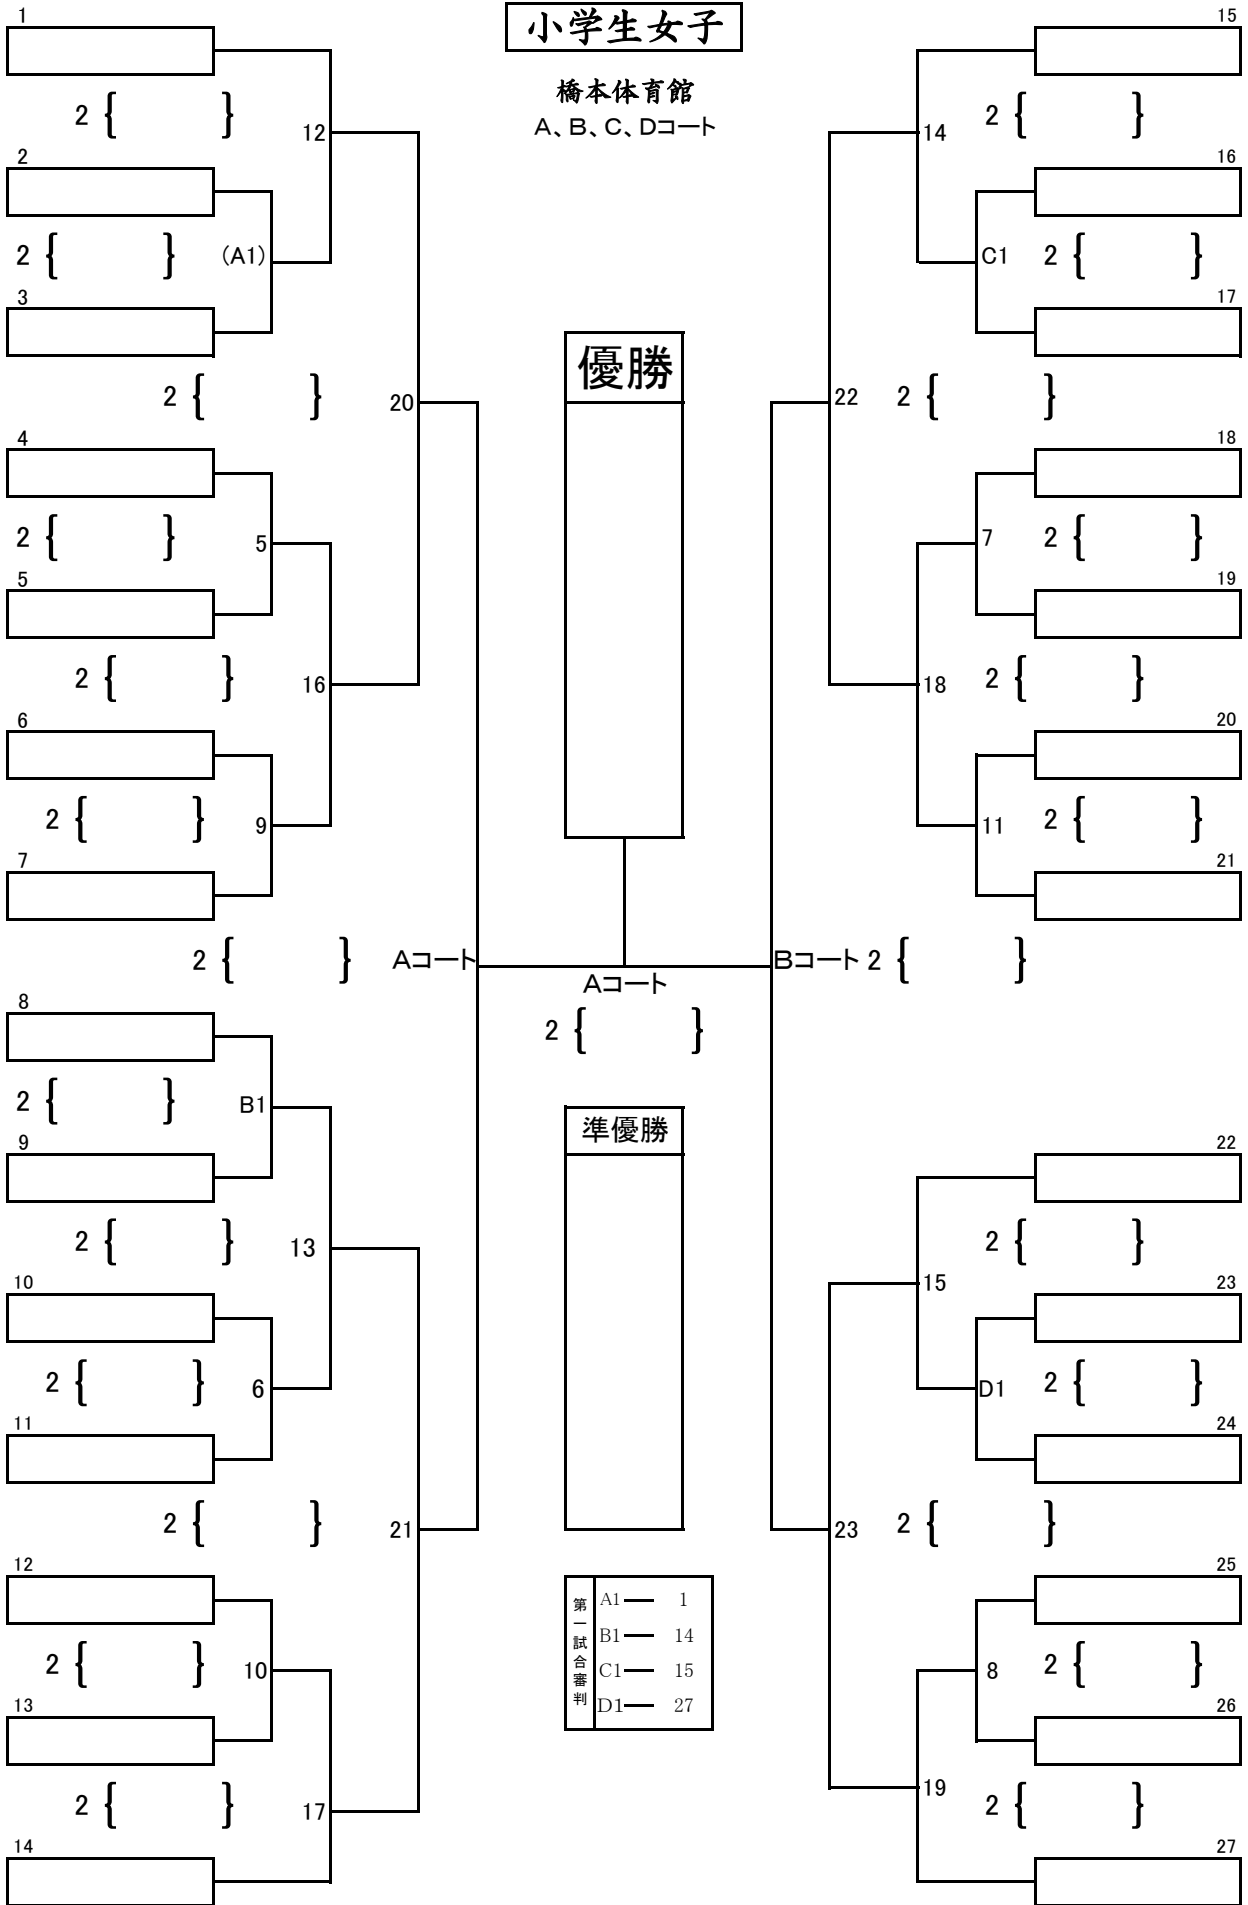 小学生女子
橋本体育館
A、B、C、Dコート
1
15
2 { }
12
14
2 { }
2
16
2 { }
(A1)
C1
2 { }
3
17
2 { }
20
優勝
22
2 { }
4
18
2 { }
5
7
2 { }
5
19
2 { }
16
18
2 { }
6
20
2 { }
9
11
2 { }
7
21
2 { }
Aコート
Aコート
Bコート
2 { }
2 { }
8
2 { }
B1
準優勝
9
22
2 { }
13
15
2 { }
10
23
2 { }
6
D1
2 { }
11
24
2 { }
21
23
2 { }
12
25
第一試合審判
A1 ― 1
B1 ― 14
C1 ― 15
D1 ― 27
2 { }
10
8
2 { }
13
26
2 { }
17
19
2 { }
14
27